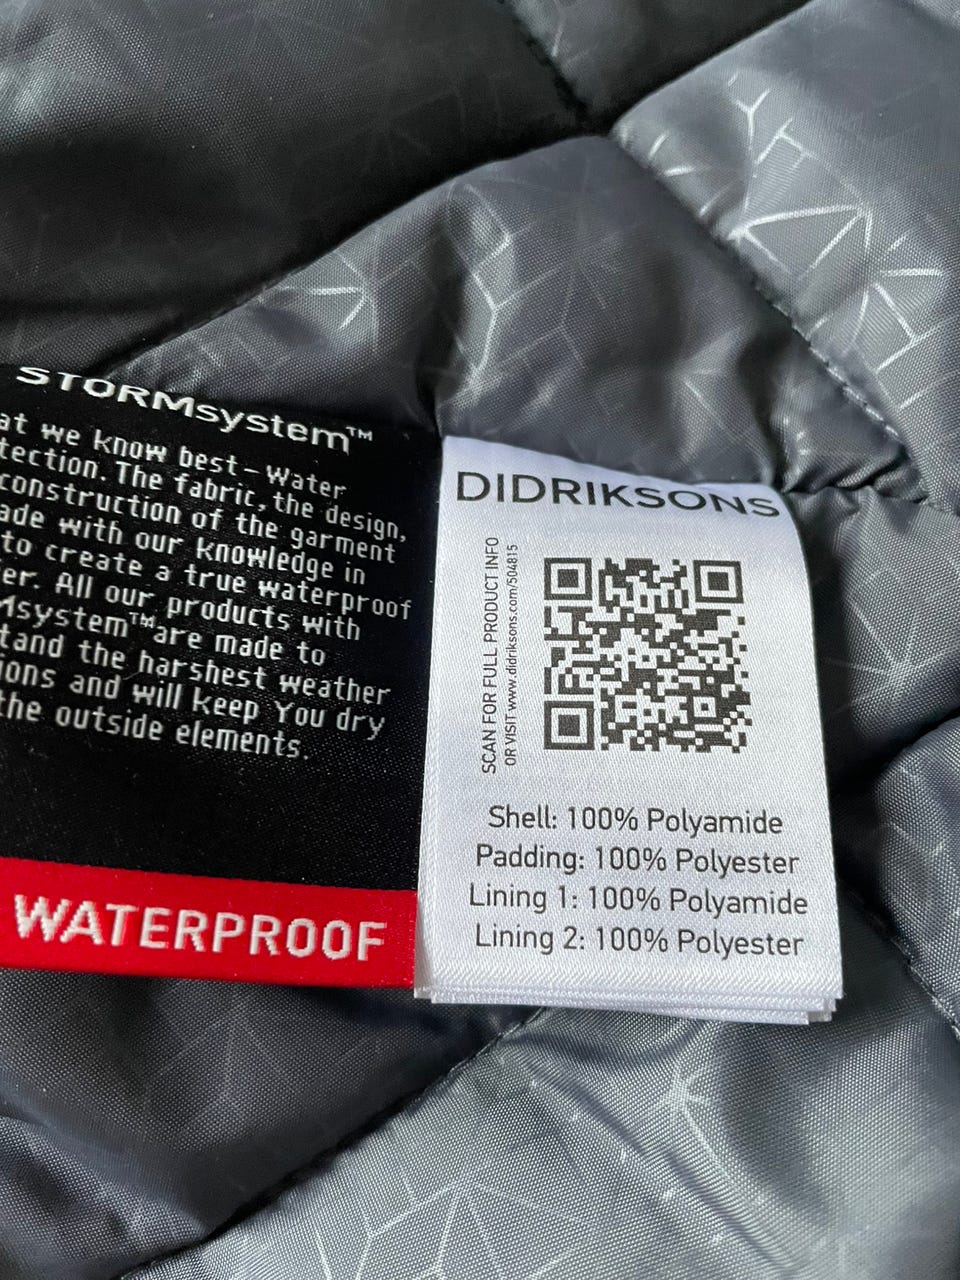 STORMsystem™
at we know best – Water
tection. The fabric, the design,
construction of the garment
ade with our knowledge in
to create a true waterproof
er. All our products with
Msystem™ are made to
tand the harshest weather
ions and will keep You dry
the outside elements.
WATERPROOF
DIDRIKSONS
SCAN FOR FULL PRODUCT INFO
OR VISIT www.didriksons.com/504815
Shell: 100% Polyamide
Padding: 100% Polyester
Lining 1: 100% Polyamide
Lining 2: 100% Polyester